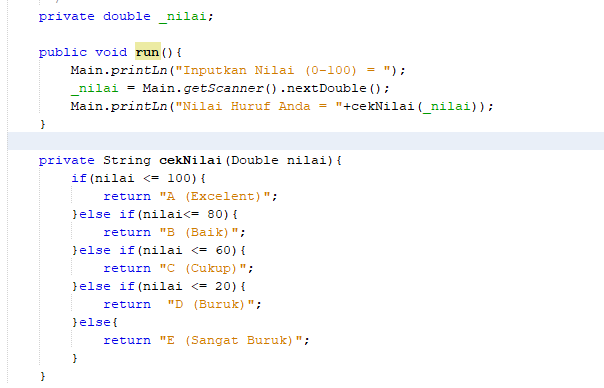 private double _nilai;
public void run(){
Main.printLn("Inputkan Nilai (0-100) = ");
_nilai = Main.getScanner().nextDouble();
Main.printLn("Nilai Huruf Anda = "+cekNilai(_nilai));
}
private String cekNilai(Double nilai){
if(nilai <= 100){
return "A (Excelent)";
}else if(nilai<= 80){
return "B (Baik)";
}else if(nilai <= 60){
return "C (Cukup)";
}else if(nilai <= 20){
return  "D (Buruk)";
}else{
return "E (Sangat Buruk)";
}
}